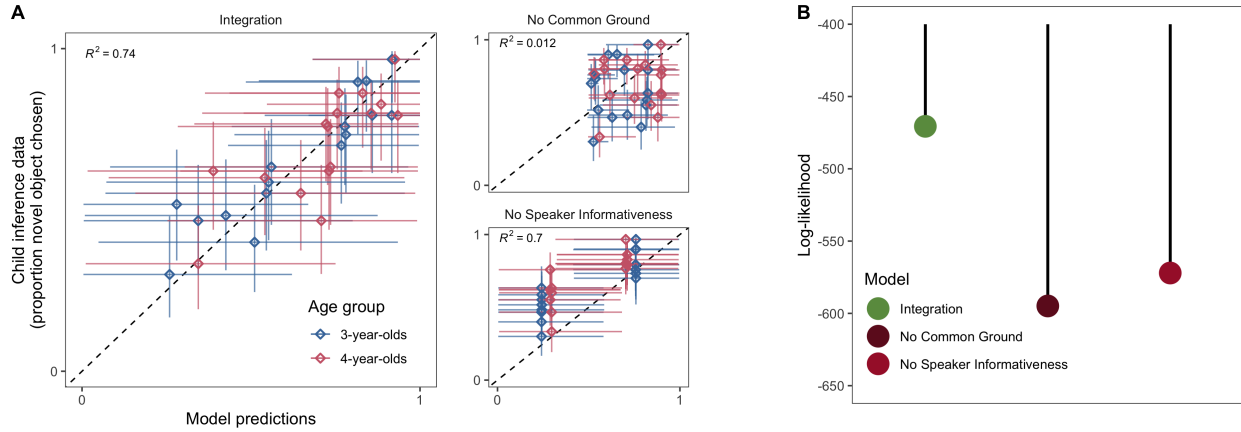 A
Integration
R² = 0.74
Child inference data
(proportion novel object chosen)
1
0
Age group
3-year-olds
4-year-olds
0
1
Model predictions
No Common Ground
R² = 0.012
1
0
No Speaker Informativeness
R² = 0.7
1
0
0
1
B
Log-likelihood
-400
-450
-500
-550
-600
-650
Model
Integration
No Common Ground
No Speaker Informativeness